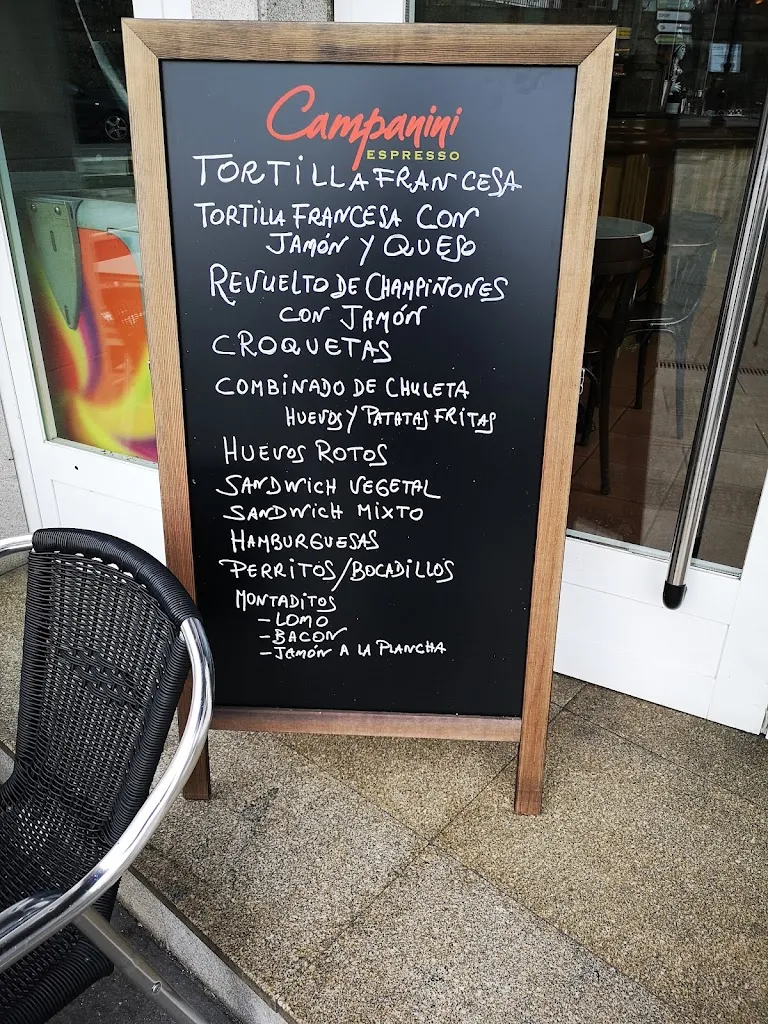 Campanini
ESPRESSO
TORTILLA FRANCESA
TORTILLA FRANCESA CON
JAMÓN Y QUESO
REVUELTO DE CHAMPIÑONES
CON JAMÓN
CROQUETAS
COMBINADO DE CHULETA
HUEVOS Y PATATAS FRITAS
HUEVOS ROTOS
SANDWICH VEGETAL
SANDWICH MIXTO
HAMBURGUESAS
PERRITOS/BOCADILLOS
MONTADITOS
- LOMO
- BACON
- JAMÓN A LA PLANCHA